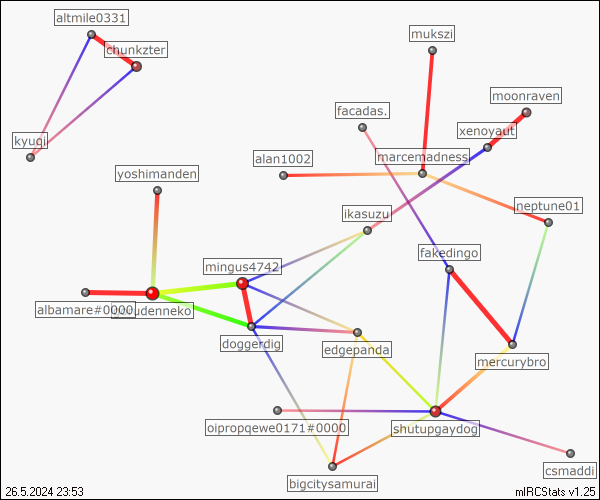 altmile0331
chunkzter
mukszi
moonraven
facadas.
xenoyaut
kyuqi
alan1002
marcemadness
yoshimanden
neptune01
ikasuzu
fakedingo
mingus4742
albamare#0000
doggerdig
edgepanda
mercurybro
oipropqewe0171#0000
shutupgaydog
csmaddi
bigcitysamurai
26.5.2024 23:53
mIRCStats v1.25